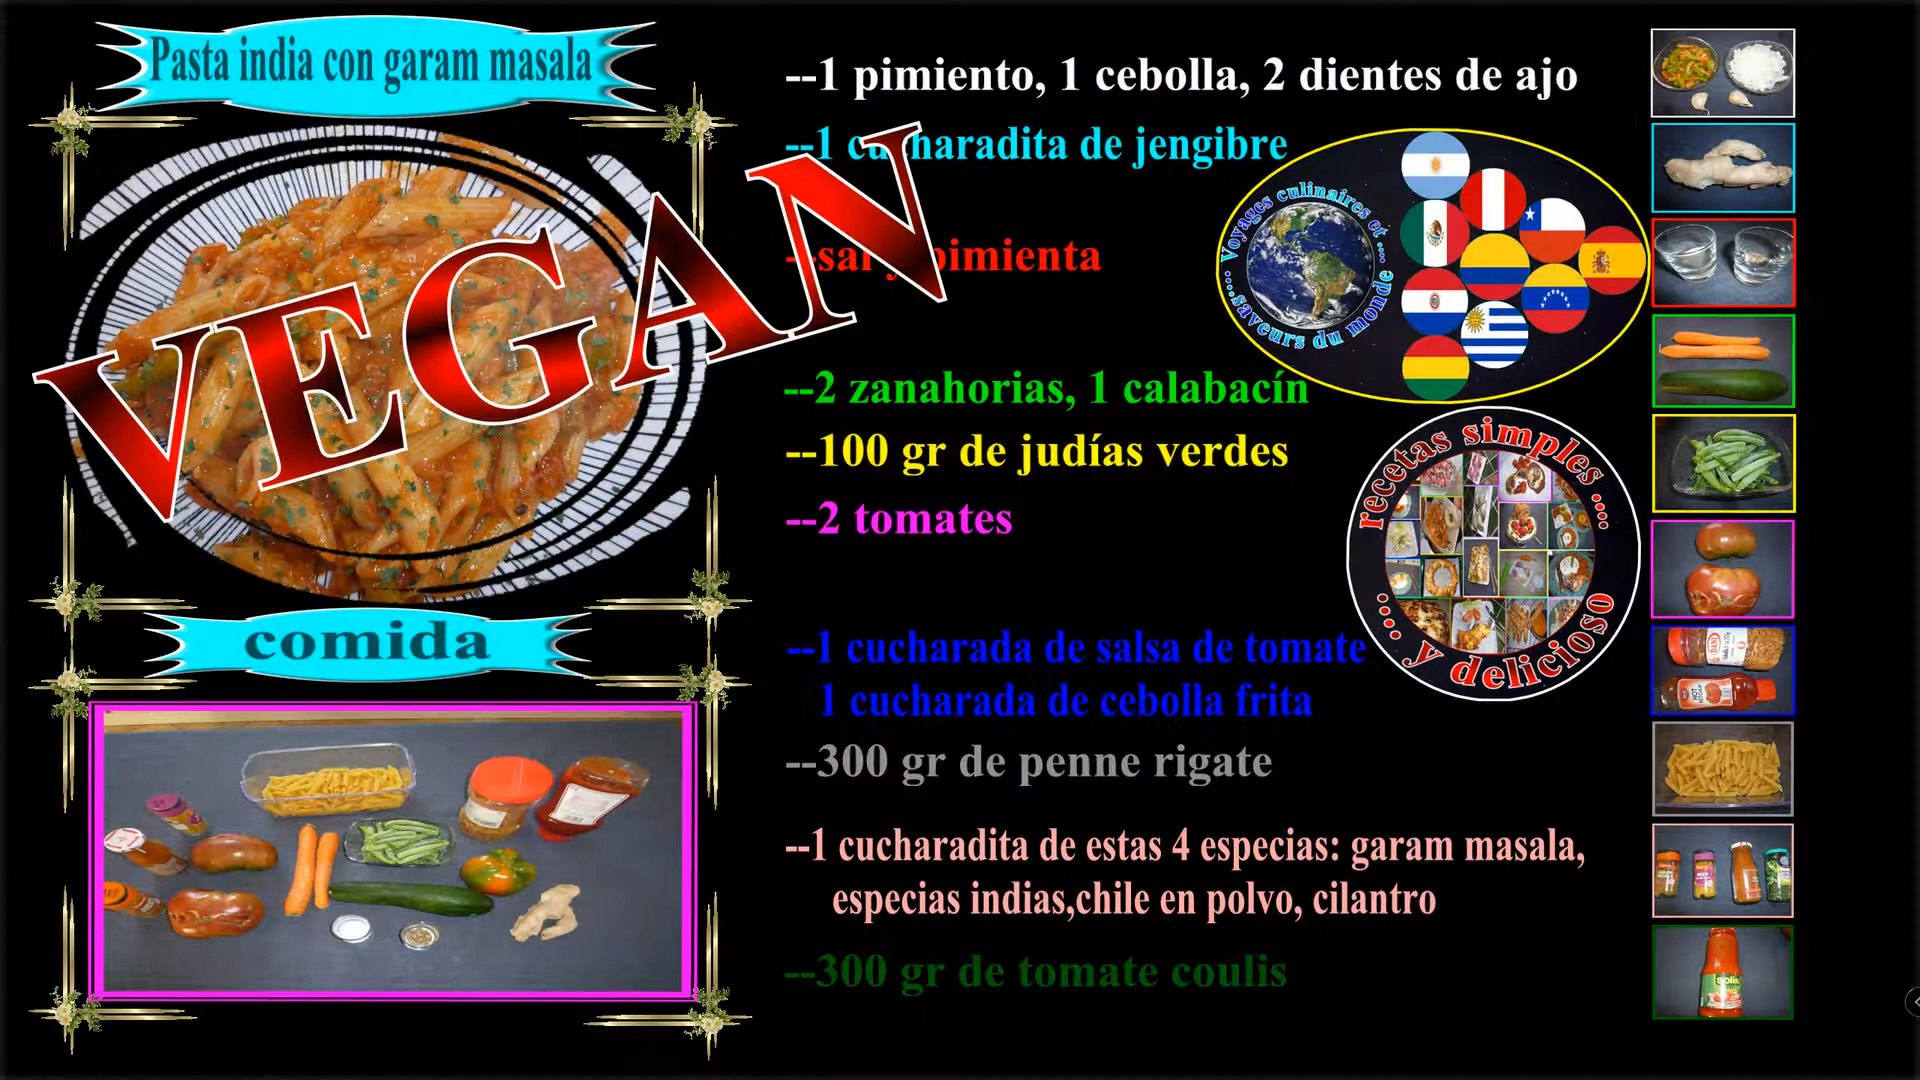 Pasta india con garam masala
VEGAN
comida
--1 pimiento, 1 cebolla, 2 dientes de ajo
--1 cucharadita de jengibre
--sal y pimienta
--2 zanahorias, 1 calabacín
--100 gr de judías verdes
--2 tomates
--1 cucharada de salsa de tomate
1 cucharada de cebolla frita
--300 gr de penne rigate
--1 cucharadita de estas 4 especias: garam masala,
especias indias,chile en polvo, cilantro
--300 gr de tomate coulis
Voyages culinaires et ....
....saveurs du monde
recetas simples ....
.... y delicioso